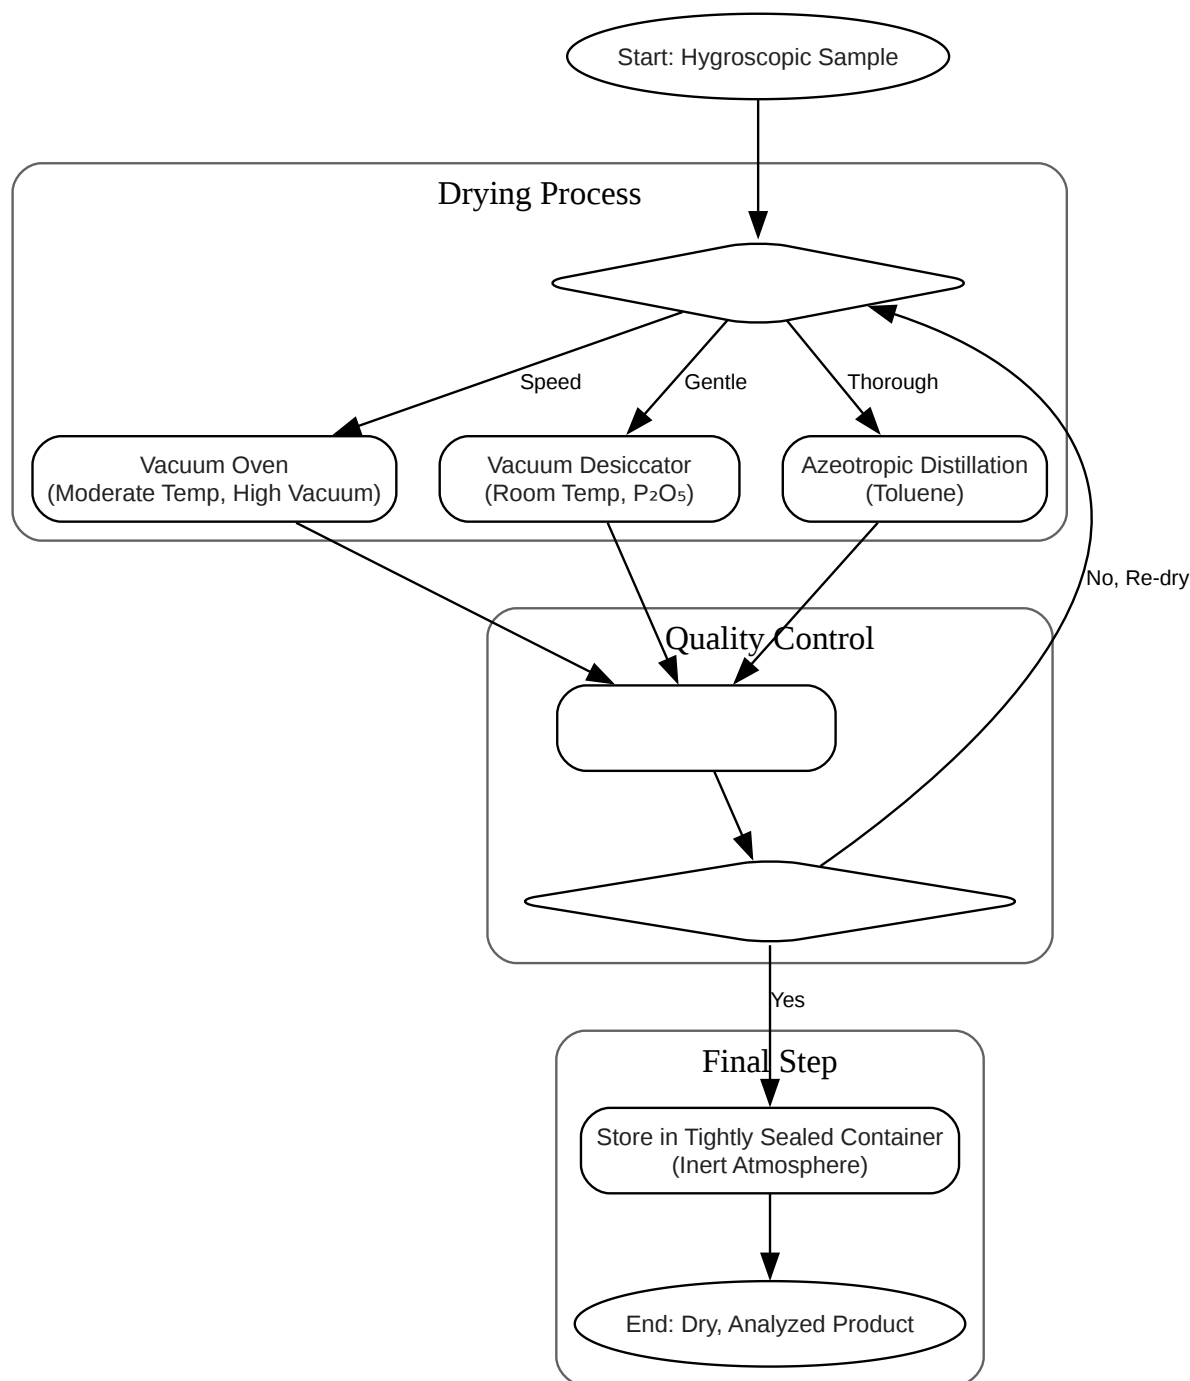 Start: Hygroscopic Sample
Drying Process
Speed
Gentle
Thorough
Vacuum Oven
(Moderate Temp, High Vacuum)
Vacuum Desiccator
(Room Temp, P₂O₅)
Azeotropic Distillation
(Toluene)
No, Re-dry
Quality Control
Yes
Final Step
Store in Tightly Sealed Container
(Inert Atmosphere)
End: Dry, Analyzed Product